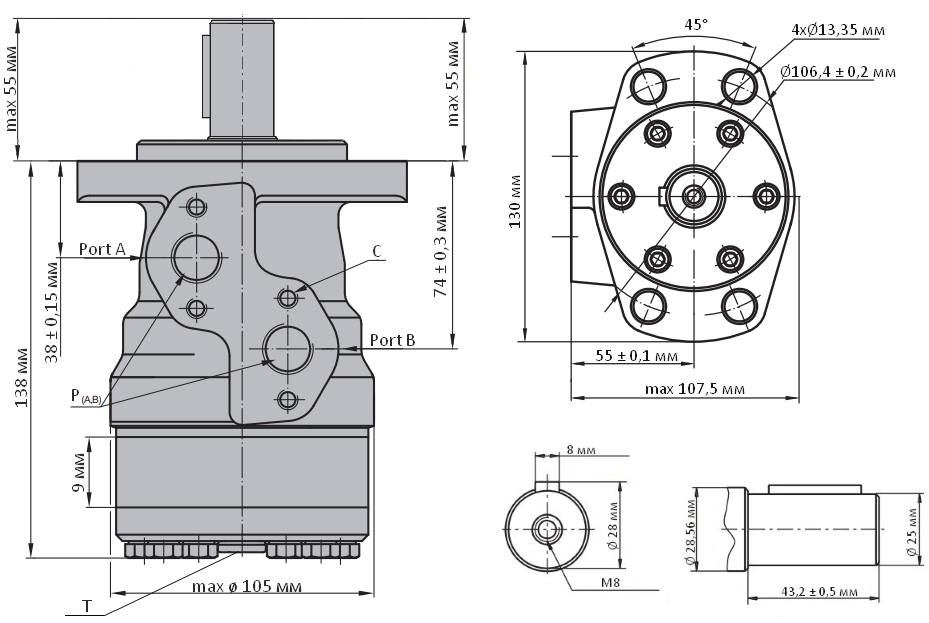 max 55 мм
max 55 мм
Port A
C
74 ± 0,3 мм
38 ± 0,15 мм
Port B
138 мм
P(A,B)
9 мм
max ø 105 мм
T
45°
4xØ13,35 мм
Ø106,4 ± 0,2 мм
130 мм
55 ± 0,1 мм
max 107,5 мм
8 мм
Ø 28 мм
M8
Ø 28,56 мм
Ø 25 мм
43,2 ± 0,5 мм